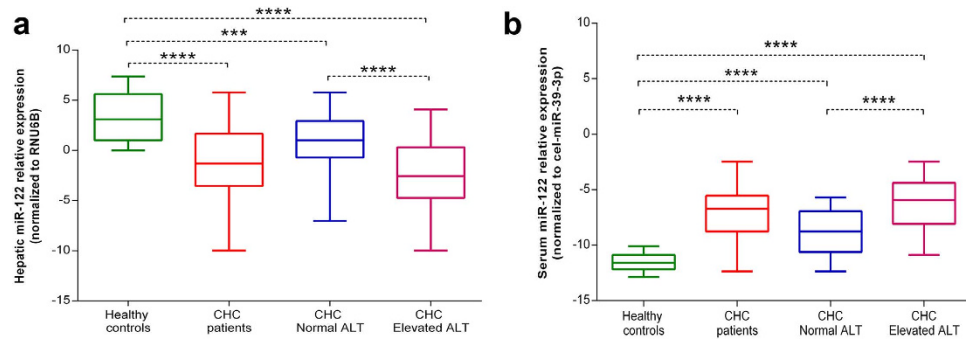 a
Hepatic miR-122 relative expression
(normalized to RNU6B)
****
***
****
****
10
5
0
-5
-10
-15
Healthy
controls
CHC
patients
CHC
Normal ALT
CHC
Elevated ALT
b
Serum miR-122 relative expression
(normalized to cel-miR-39-3p)
****
****
****
****
10
-5
0
-5
-10
-15
Healthy
controls
CHC
patients
CHC
Normal ALT
CHC
Elevated ALT